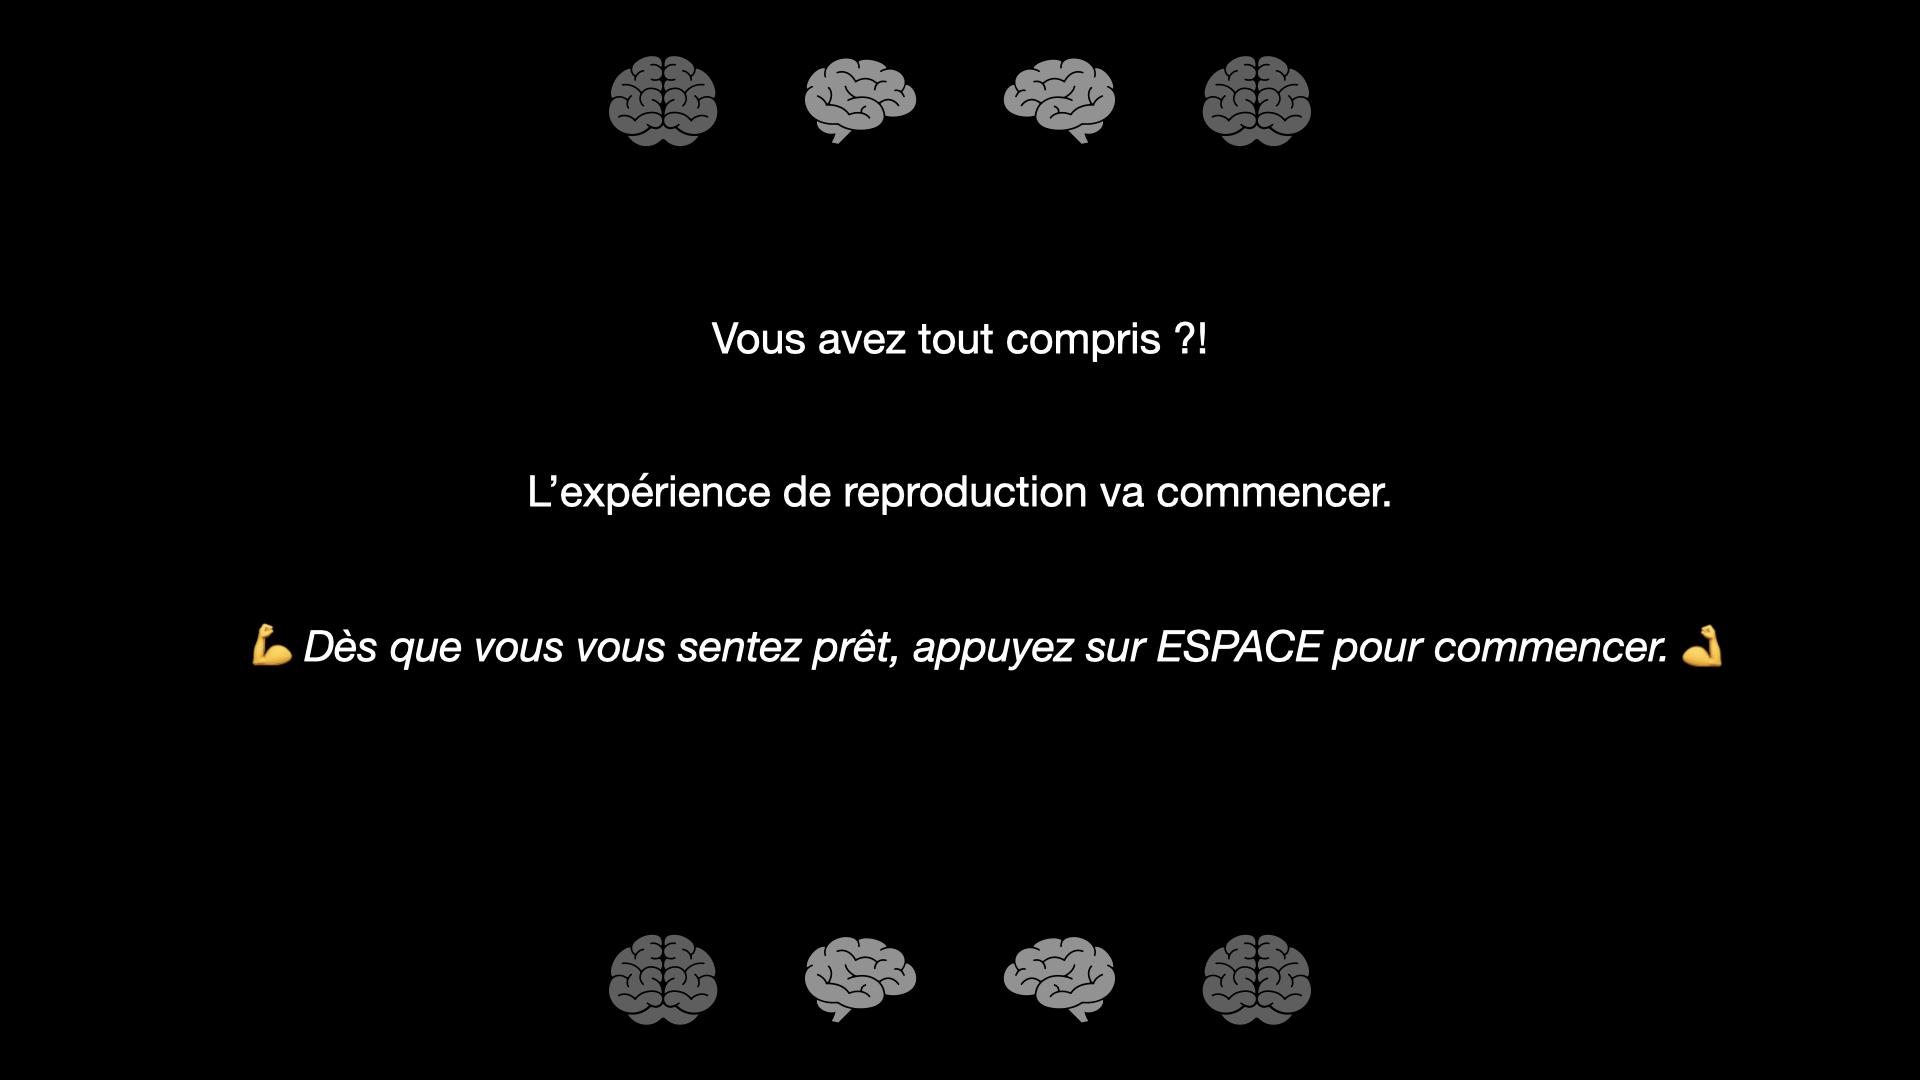 Vous avez tout compris ?!
L’expérience de reproduction va commencer.
💪 Dès que vous vous sentez prêt, appuyez sur ESPACE pour commencer. 💪